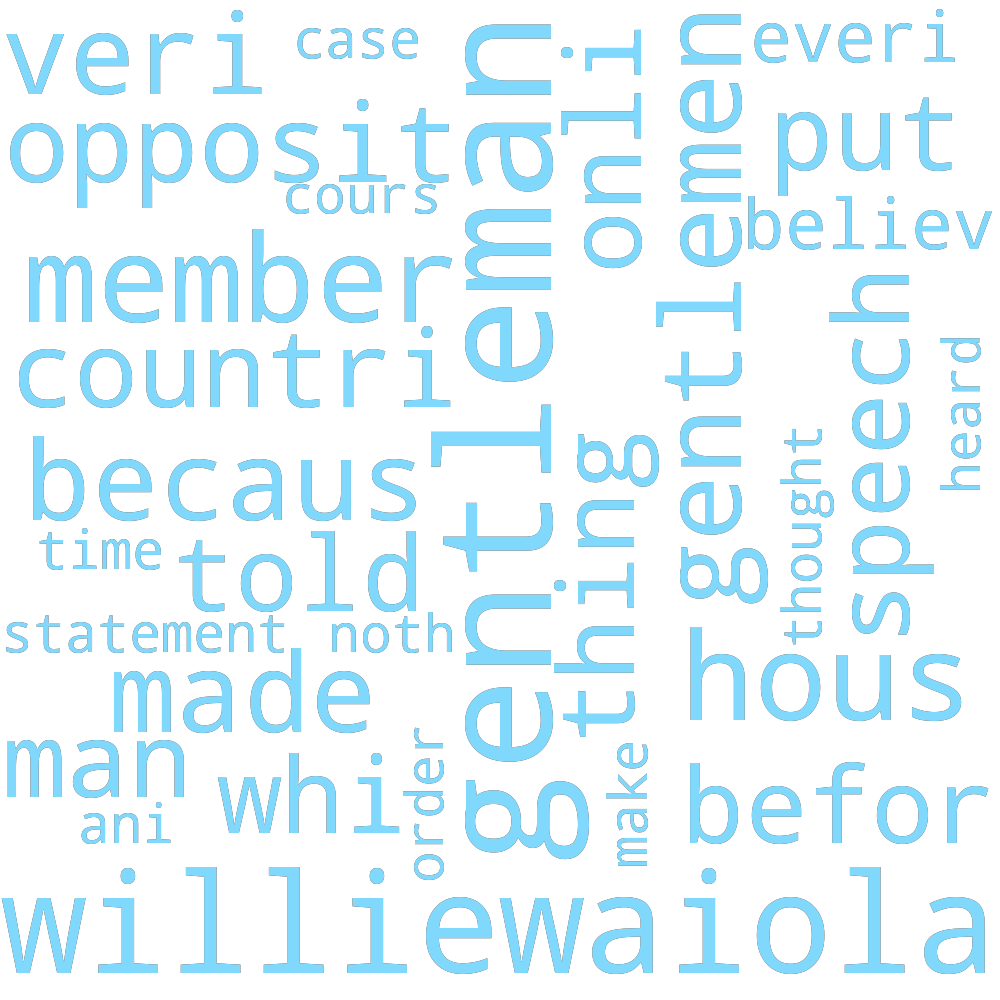 veri
case
everi
opposit
cours
onli
put
believ
member
gentleman
gentlemen
countri
speech
heard
becaus
thing
thought
time
told
statement
noth
made
hous
man
ani
whi
order
make
befor
williewaiola